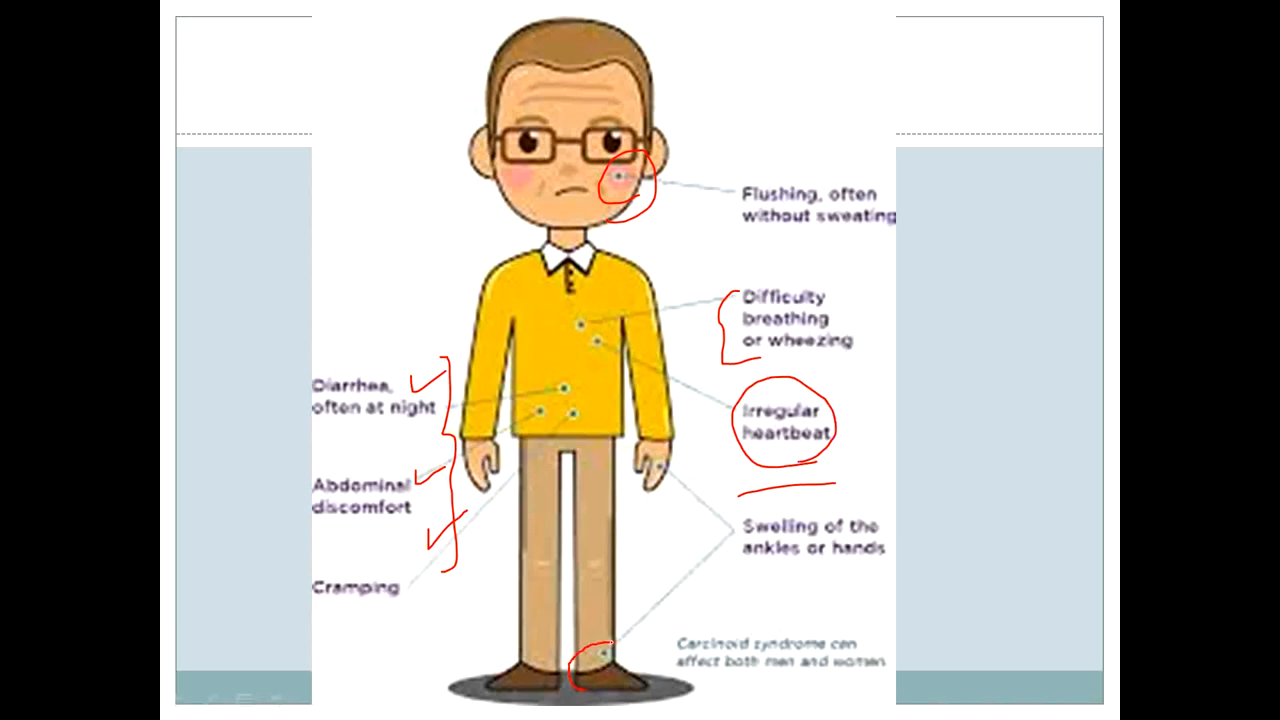 Flushing, often
without sweating
Difficulty
breathing
or wheezing
Diarrhea,
often at night
Irregular
heartbeat
Abdominal
discomfort
Swelling of the
ankles or hands
Cramping
Carcinoid syndrome can
affect both men and women